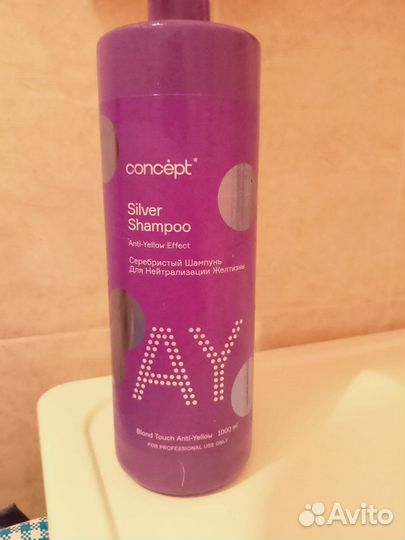 concept*
Silver
Shampoo
Anti-Yellow Effect
Серебристый Шампунь
Для Нейтрализации Желтизны
AY
Blond Touch Anti-Yellow 1000 ml
FOR PROFESSIONAL USE ONLY
Avito